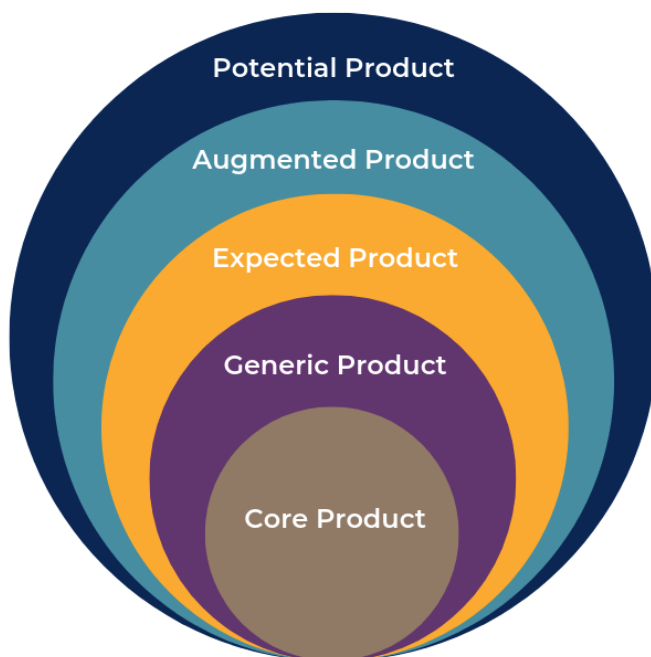 Potential Product
Augmented Product
Expected Product
Generic Product
Core Product